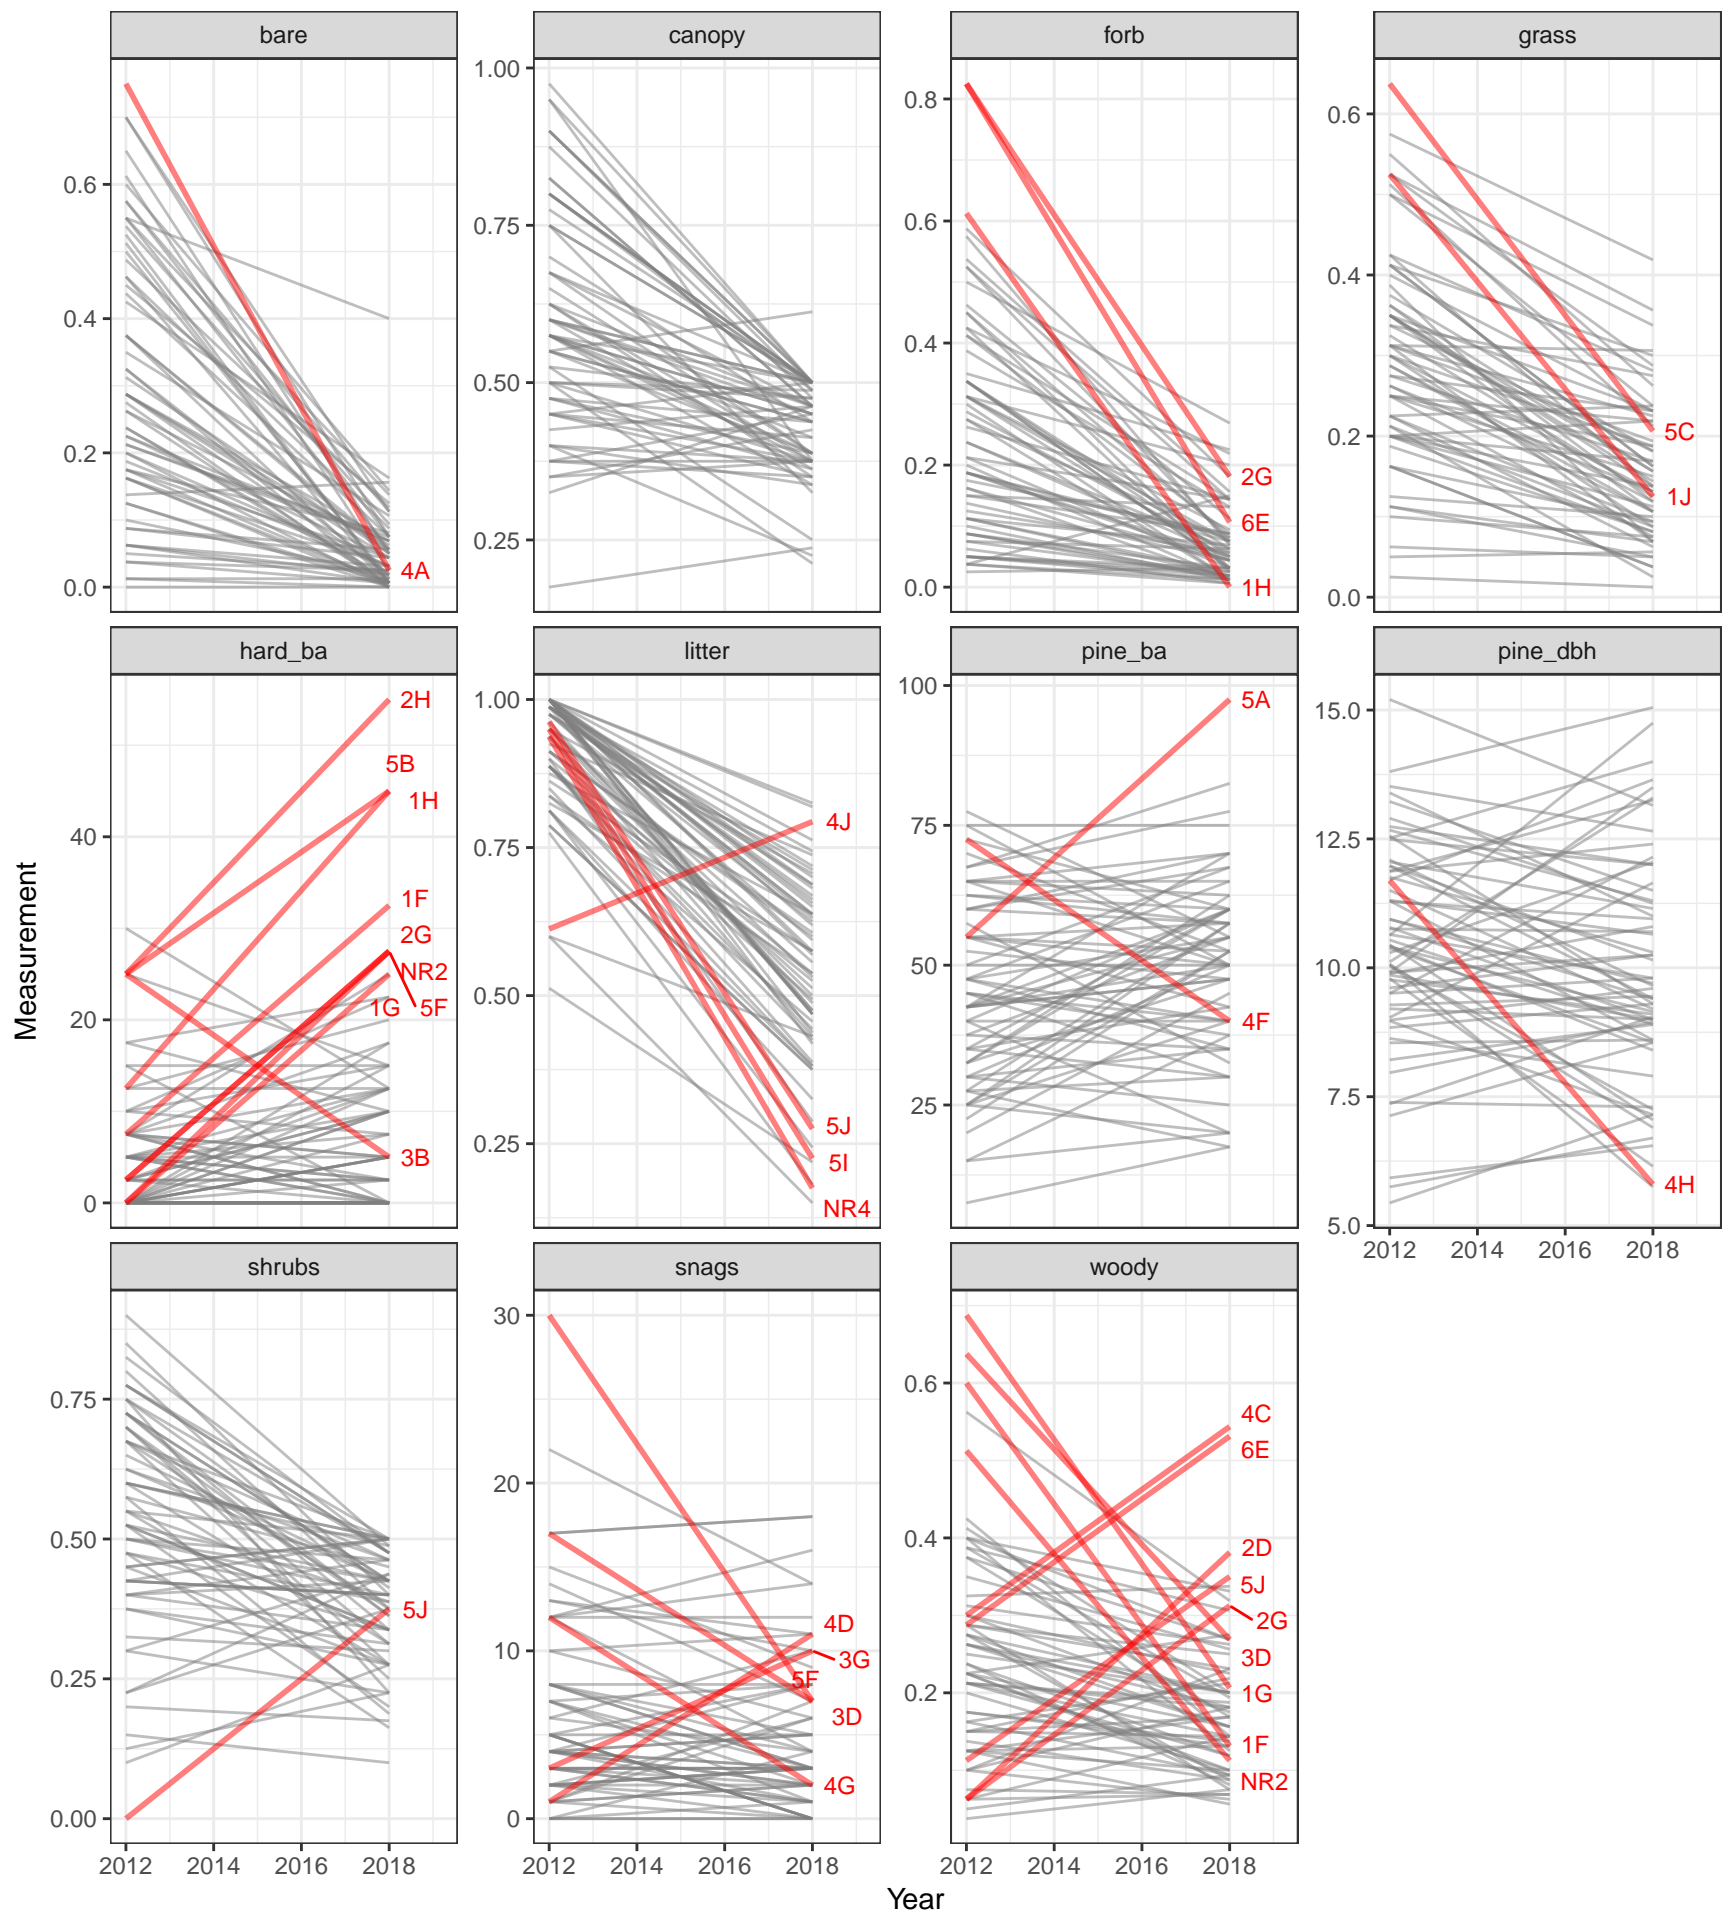 bare
canopy
forb
grass
0.6
0.4
0.2
0.0
4A
1.00
0.75
0.50
0.25
0.8
0.6
0.4
0.2
0.0
2G
6E
1H
0.6
0.4
0.2
0.0
5C
1J
hard_ba
litter
pine_ba
pine_dbh
40
20
0
2H
5B
1H
1F
2G
NR2
1G
5F
3B
1.00
0.75
0.50
0.25
4J
5J
5I
NR4
100
75
50
25
5A
4F
15.0
12.5
10.0
7.5
5.0
4H
2012 2014 2016 2018
shrubs
snags
woody
0.75
0.50
0.25
0.00
5J
30
20
10
0
4D
3G
5F
3D
4G
0.6
0.4
0.2
4C
6E
2D
5J
2G
3D
1G
1F
NR2
2012 2014 2016 2018
2012 2014 2016 2018
2012 2014 2016 2018
Year
Measurement